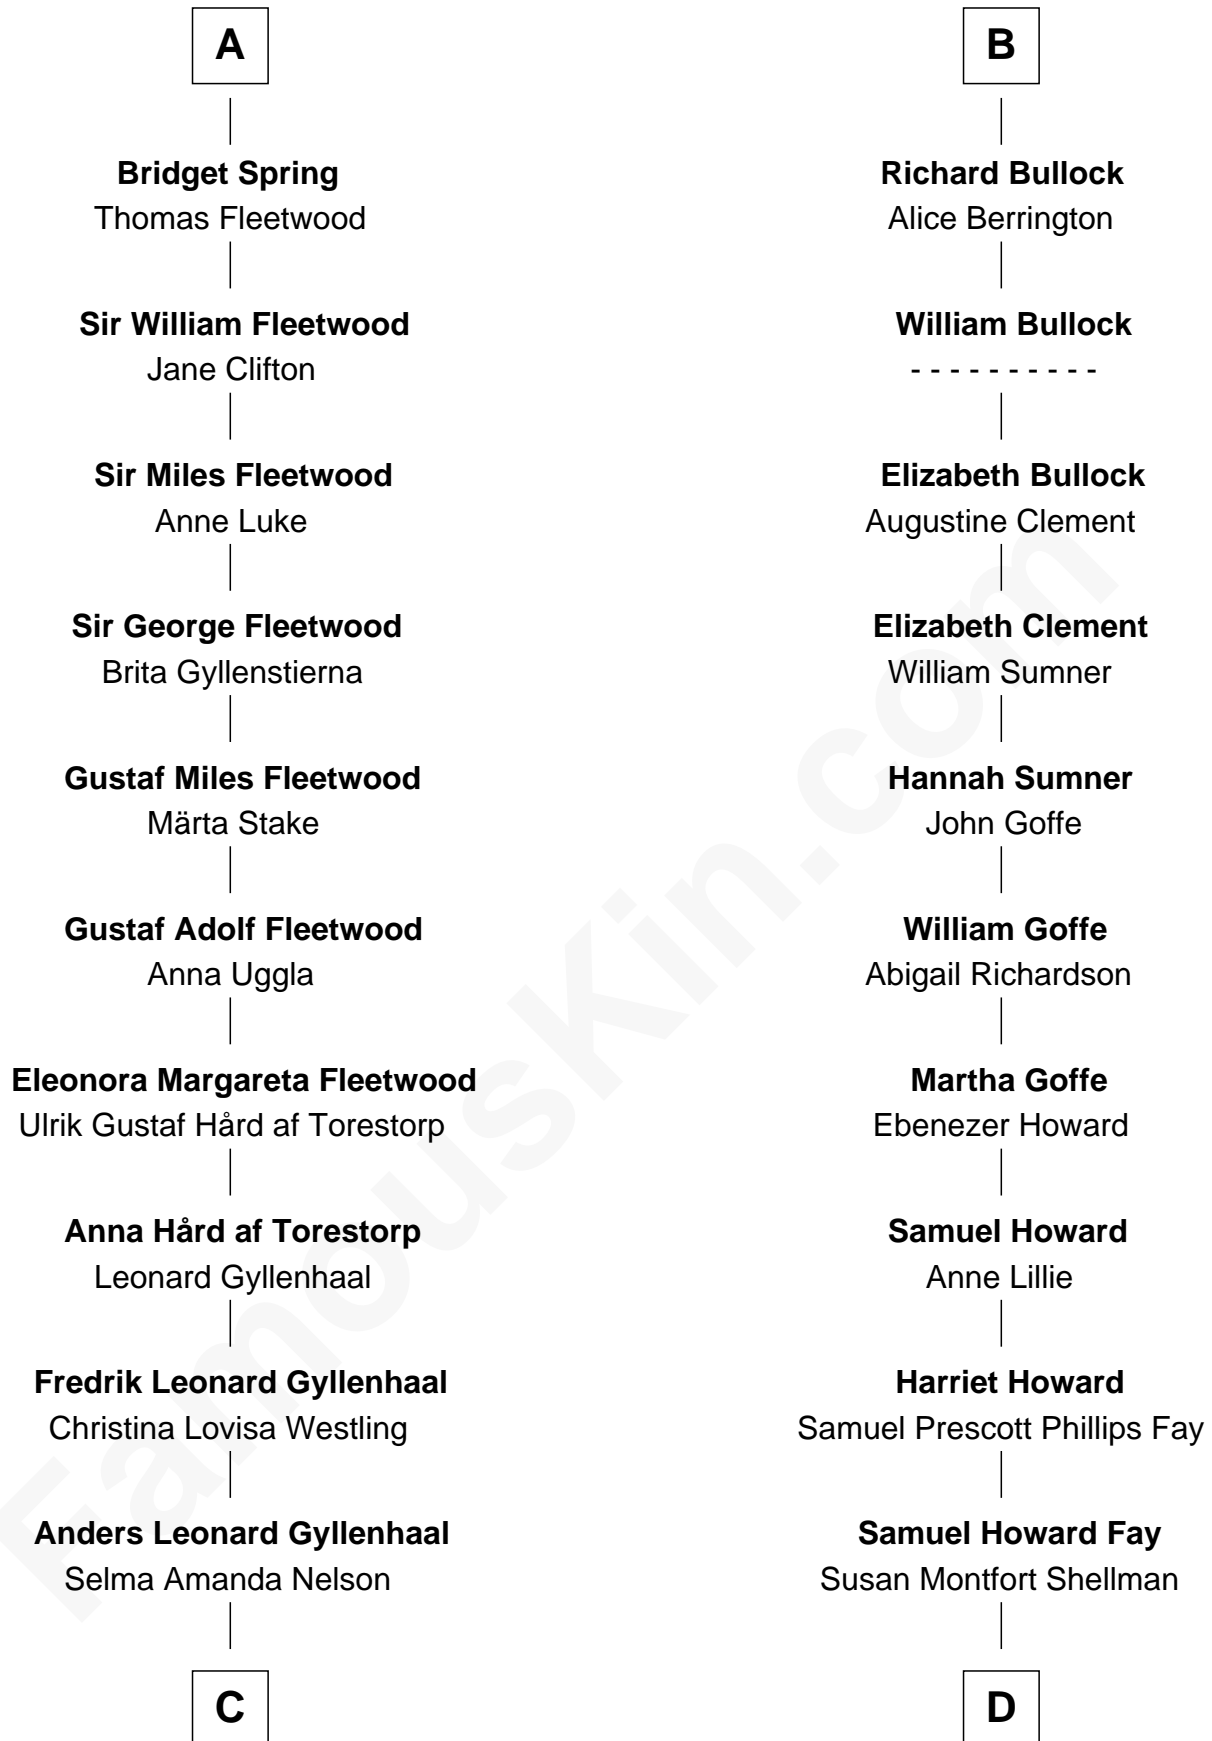 A
Bridget Spring
Thomas Fleetwood
Sir William Fleetwood
Jane Clifton
Sir Miles Fleetwood
Anne Luke
Sir George Fleetwood
Brita Gyllenstierna
Gustaf Miles Fleetwood
Märta Stake
Gustaf Adolf Fleetwood
Anna Uggla
Eleonora Margareta Fleetwood
Ulrik Gustaf Hård af Torestorp
Anna Hård af Torestorp
Leonard Gyllenhaal
Fredrik Leonard Gyllenhaal
Christina Lovisa Westling
Anders Leonard Gyllenhaal
Selma Amanda Nelson
C
B
Richard Bullock
Alice Berrington
William Bullock
- - - - - - - - - -
Elizabeth Bullock
Augustine Clement
Elizabeth Clement
William Sumner
Hannah Sumner
John Goffe
William Goffe
Abigail Richardson
Martha Goffe
Ebenezer Howard
Samuel Howard
Anne Lillie
Harriet Howard
Samuel Prescott Phillips Fay
Samuel Howard Fay
Susan Montfort Shellman
D
FamousKin.com